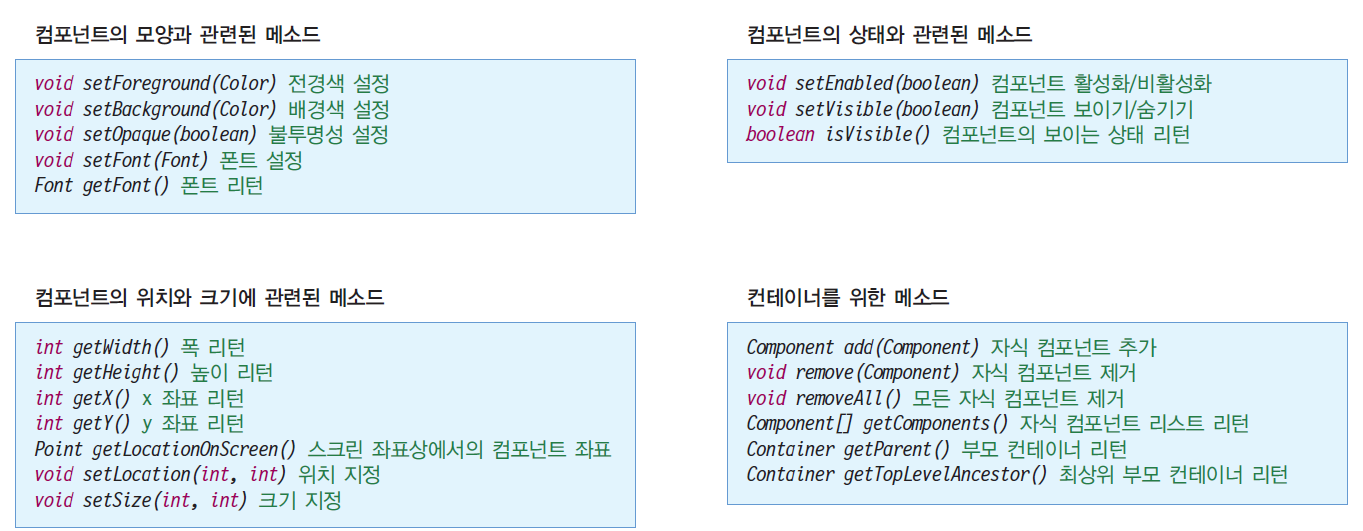 컴포넌트의 모양과 관련된 메소드
void setForeground(Color) 전경색 설정
void setBackground(Color) 배경색 설정
void setOpaque(boolean) 불투명성 설정
void setFont(Font) 폰트 설정
Font getFont() 폰트 리턴
컴포넌트의 상태와 관련된 메소드
void setEnabled(boolean) 컴포넌트 활성화/비활성화
void setVisible(boolean) 컴포넌트 보이기/숨기기
boolean isVisible() 컴포넌트의 보이는 상태 리턴
컴포넌트의 위치와 크기에 관련된 메소드
int getWidth() 폭 리턴
int getHeight() 높이 리턴
int getX() x 좌표 리턴
int getY() y 좌표 리턴
Point getLocationOnScreen() 스크린 좌표상에서의 컴포넌트 좌표
void setLocation(int, int) 위치 지정
void setSize(int, int) 크기 지정
컨테이너를 위한 메소드
Component add(Component) 자식 컴포넌트 추가
void remove(Component) 자식 컴포넌트 제거
void removeAll() 모든 자식 컴포넌트 제거
Component[] getComponents() 자식 컴포넌트 리스트 리턴
Container getParent() 부모 컨테이너 리턴
Container getTopLevelAncestor() 최상위 부모 컨테이너 리턴